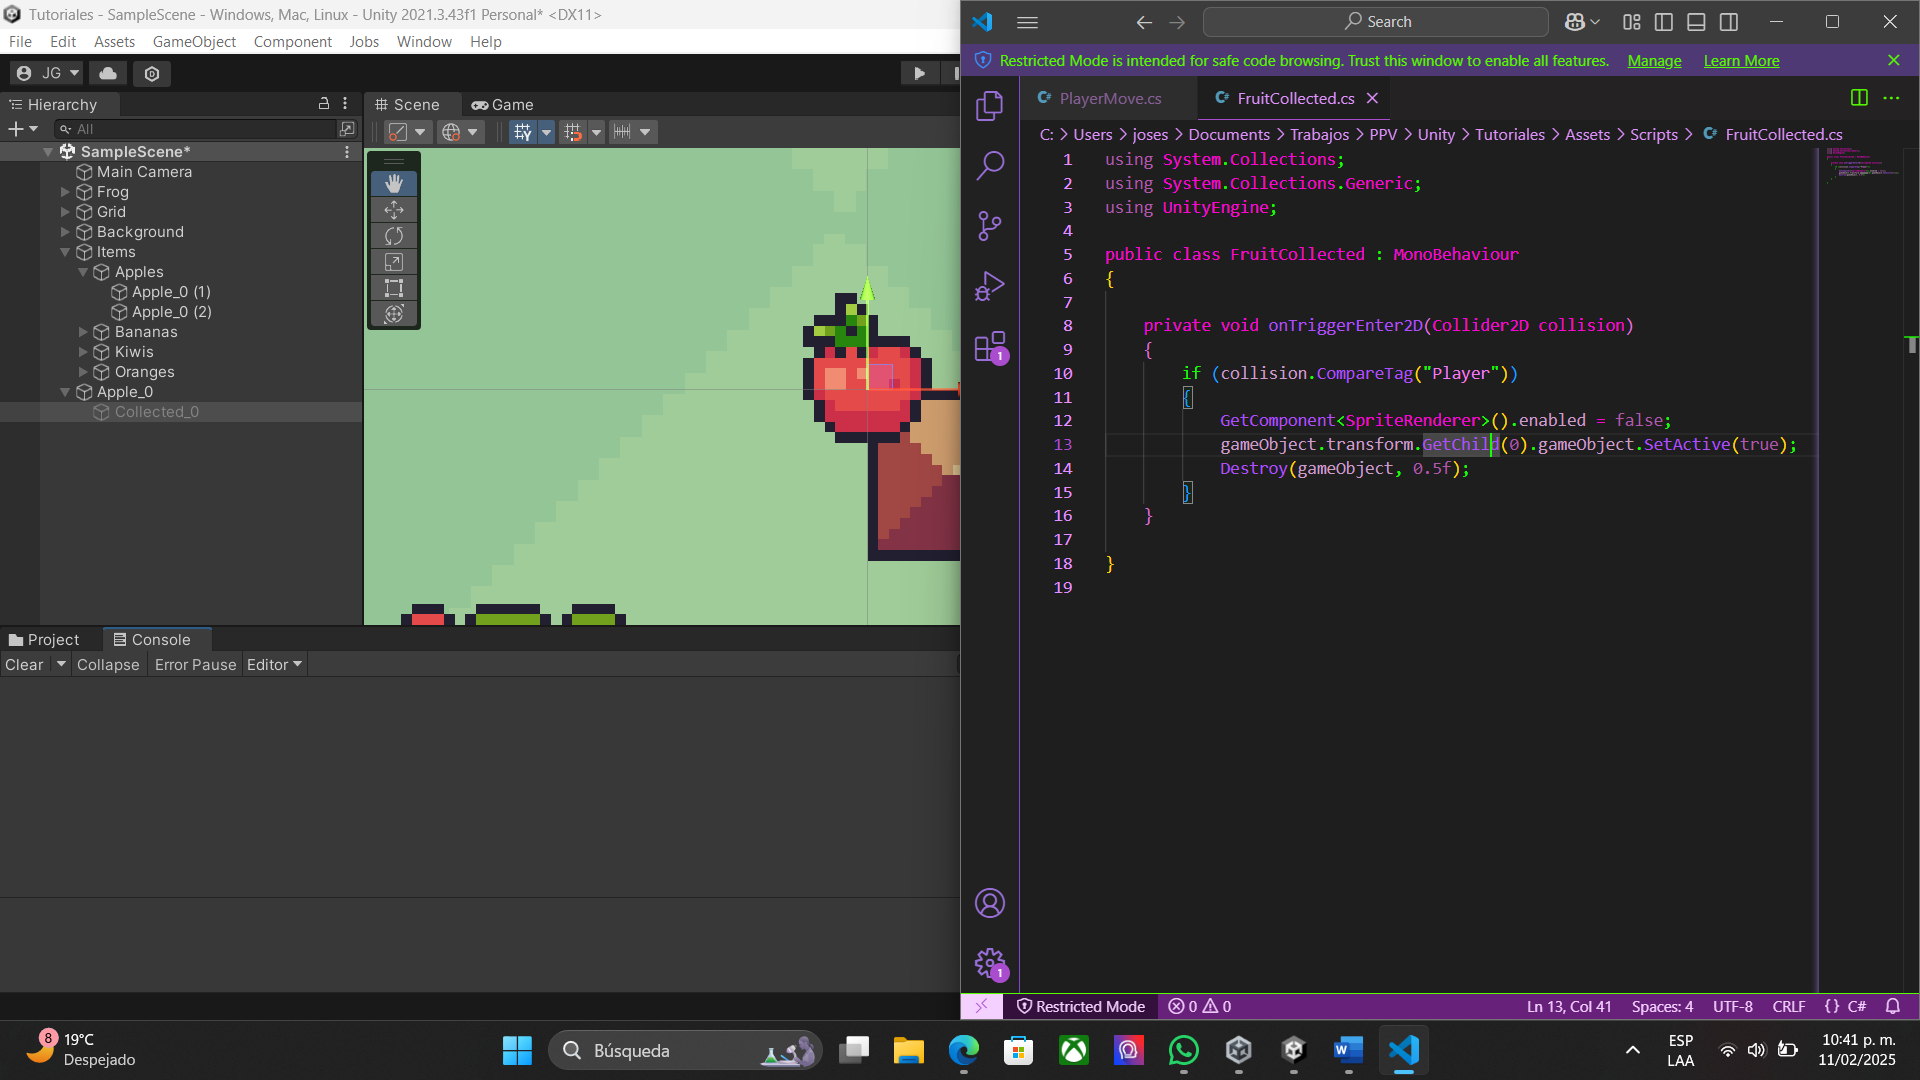 Tutoriales - SampleScene - Windows, Mac, Linux - Unity 2021.3.43f1 Personal* <DX11>
File Edit Assets GameObject Component Jobs Window Help
JG
Hierarchy
All
SampleScene*
Main Camera
Frog
Grid
Background
Items
Apples
Apple_0 (1)
Apple_0 (2)
Bananas
Kiwis
Oranges
Apple_0
Collected_0
Scene Game
Project Console
Clear Collapse Error Pause Editor
Search
Restricted Mode is intended for safe code browsing. Trust this window to enable all features. Manage Learn More
PlayerMove.cs FruitCollected.cs
C: > Users > joses > Documents > Trabajos > PPV > Unity > Tutoriales > Assets > Scripts > FruitCollected.cs
1 using System.Collections;
2 using System.Collections.Generic;
3 using UnityEngine;
4
5 public class FruitCollected : MonoBehaviour
6 {
7
8 private void onTriggerEnter2D(Collider2D collision)
9 {
10 if (collision.CompareTag("Player"))
11 {
12 GetComponent<SpriteRenderer>().enabled = false;
13 gameObject.transform.GetChild(0).gameObject.SetActive(true);
14 Destroy(gameObject, 0.5f);
15 }
16 }
17
18 }
19
1
1
Restricted Mode 0 0 Ln 13, Col 41 Spaces: 4 UTF-8 CRLF {} C#
8
19°C
Despejado
Búsqueda
ESP
LAA
10:41 p. m.
11/02/2025